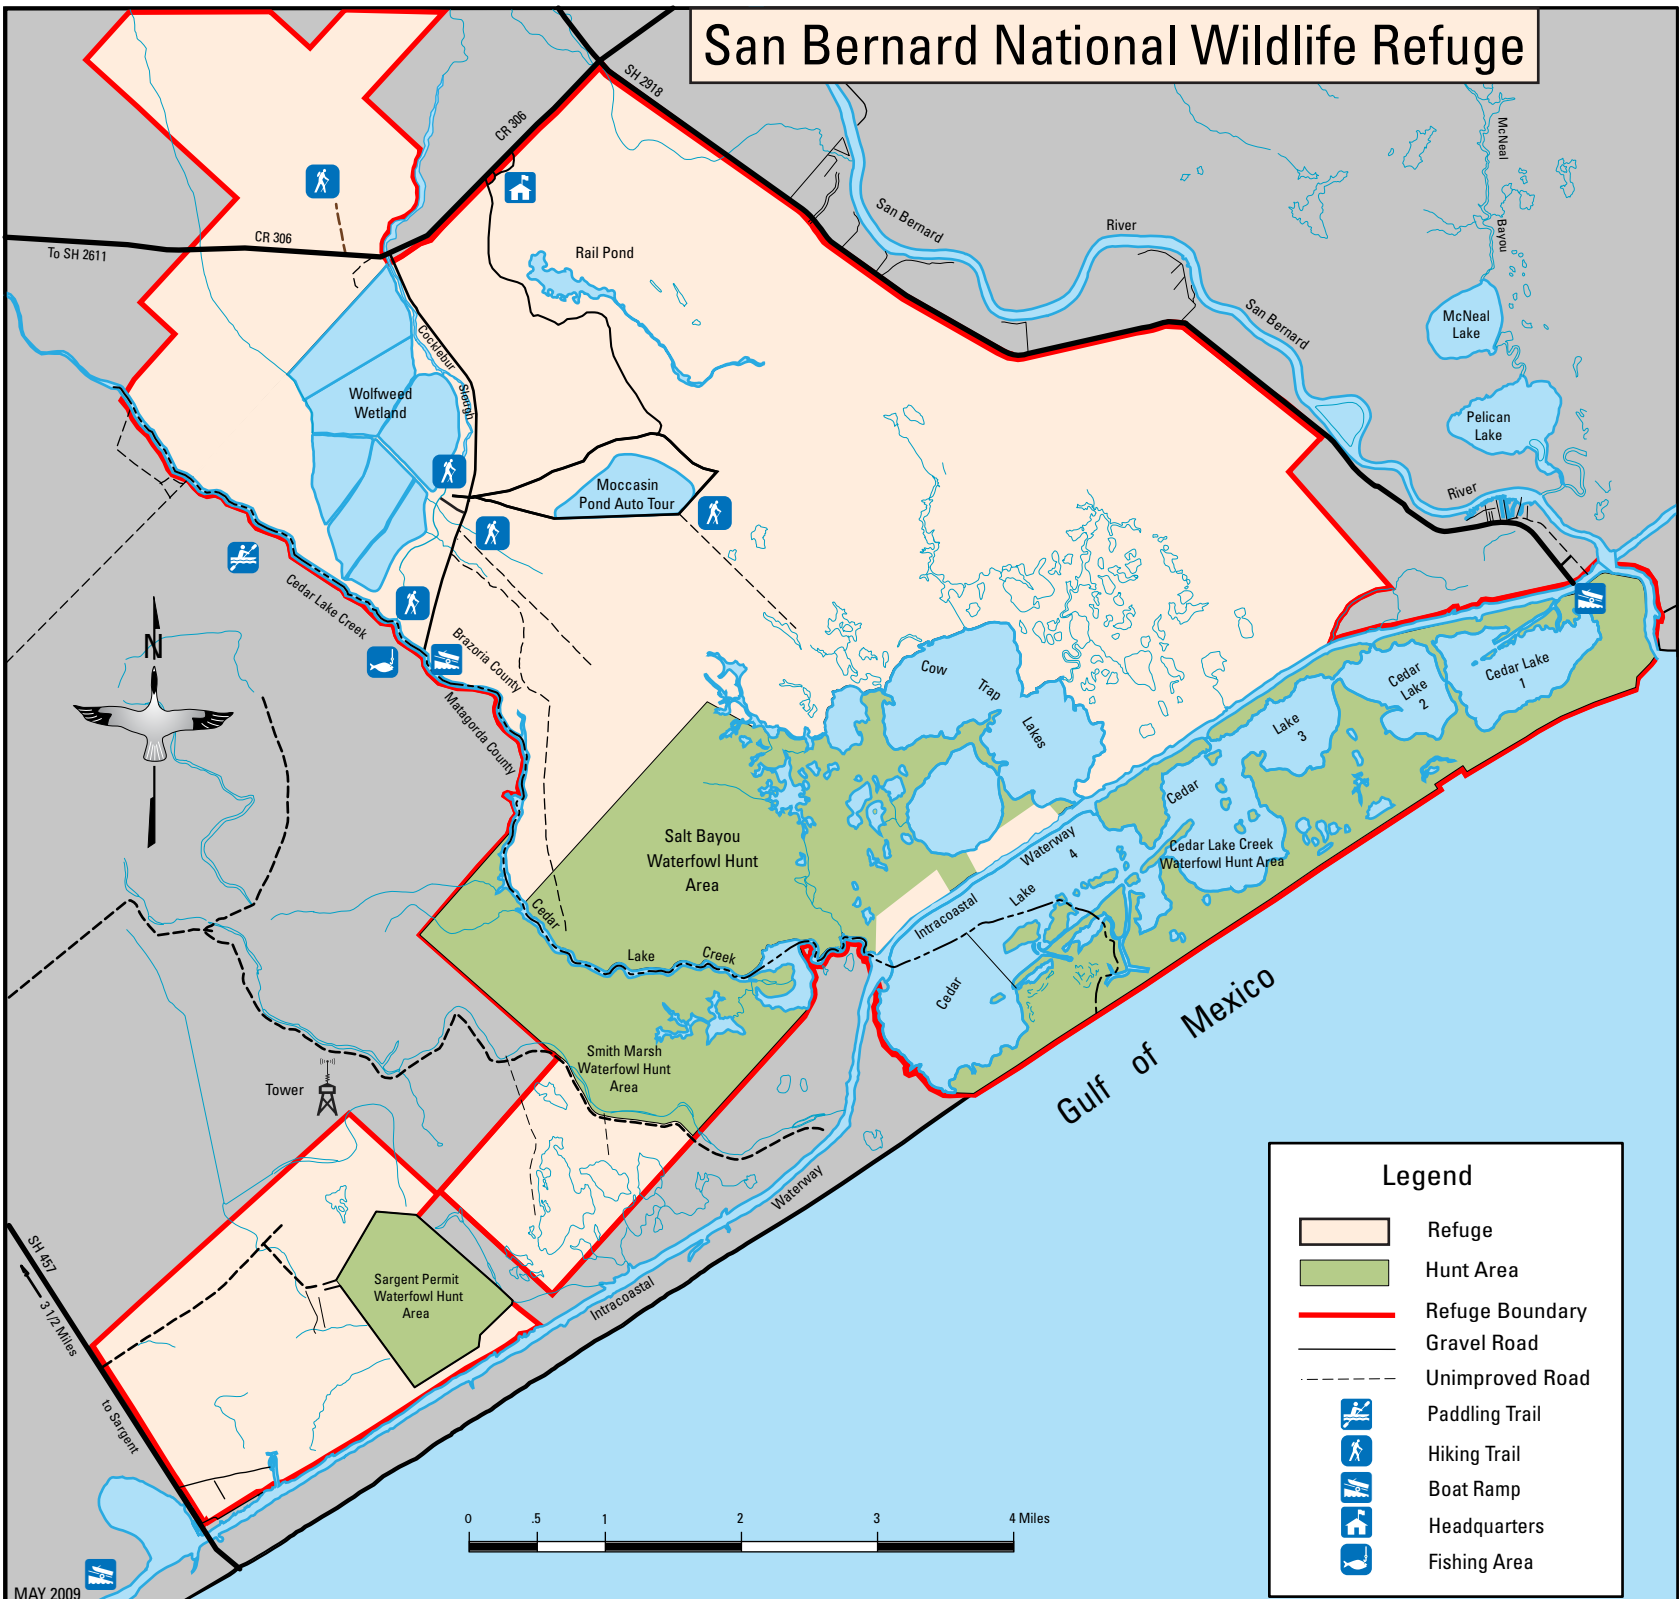 San Bernard National Wildlife Refuge
SH 2918
CR 306
McNeal
Bayou
San Bernard
River
CR 306
To SH 2611
Rail Pond
San Bernard
McNeal
Lake
Cocklebur
Slough
Wolfweed
Wetland
Pelican
Lake
Moccasin
Pond Auto Tour
River
Cedar Lake Creek
N
Brazoria County
Matagorda County
Cow
Trap
Lakes
Cedar Lake
1
Cedar
Lake
2
Lake
3
Cedar
Salt Bayou
Waterfowl Hunt
Area
Waterway
4
Cedar Lake Creek
Waterfowl Hunt Area
Lake
Intracoastal
Cedar
Lake
Creek
Cedar
Gulf of Mexico
Smith Marsh
Waterfowl Hunt
Area
Tower
Waterway
Intracoastal
SH 457
3 1/2 Miles
to Sargent
Sargent Permit
Waterfowl Hunt
Area
0 .5 1 2 3 4 Miles
MAY 2009
Legend
Refuge
Hunt Area
Refuge Boundary
Gravel Road
Unimproved Road
Paddling Trail
Hiking Trail
Boat Ramp
Headquarters
Fishing Area